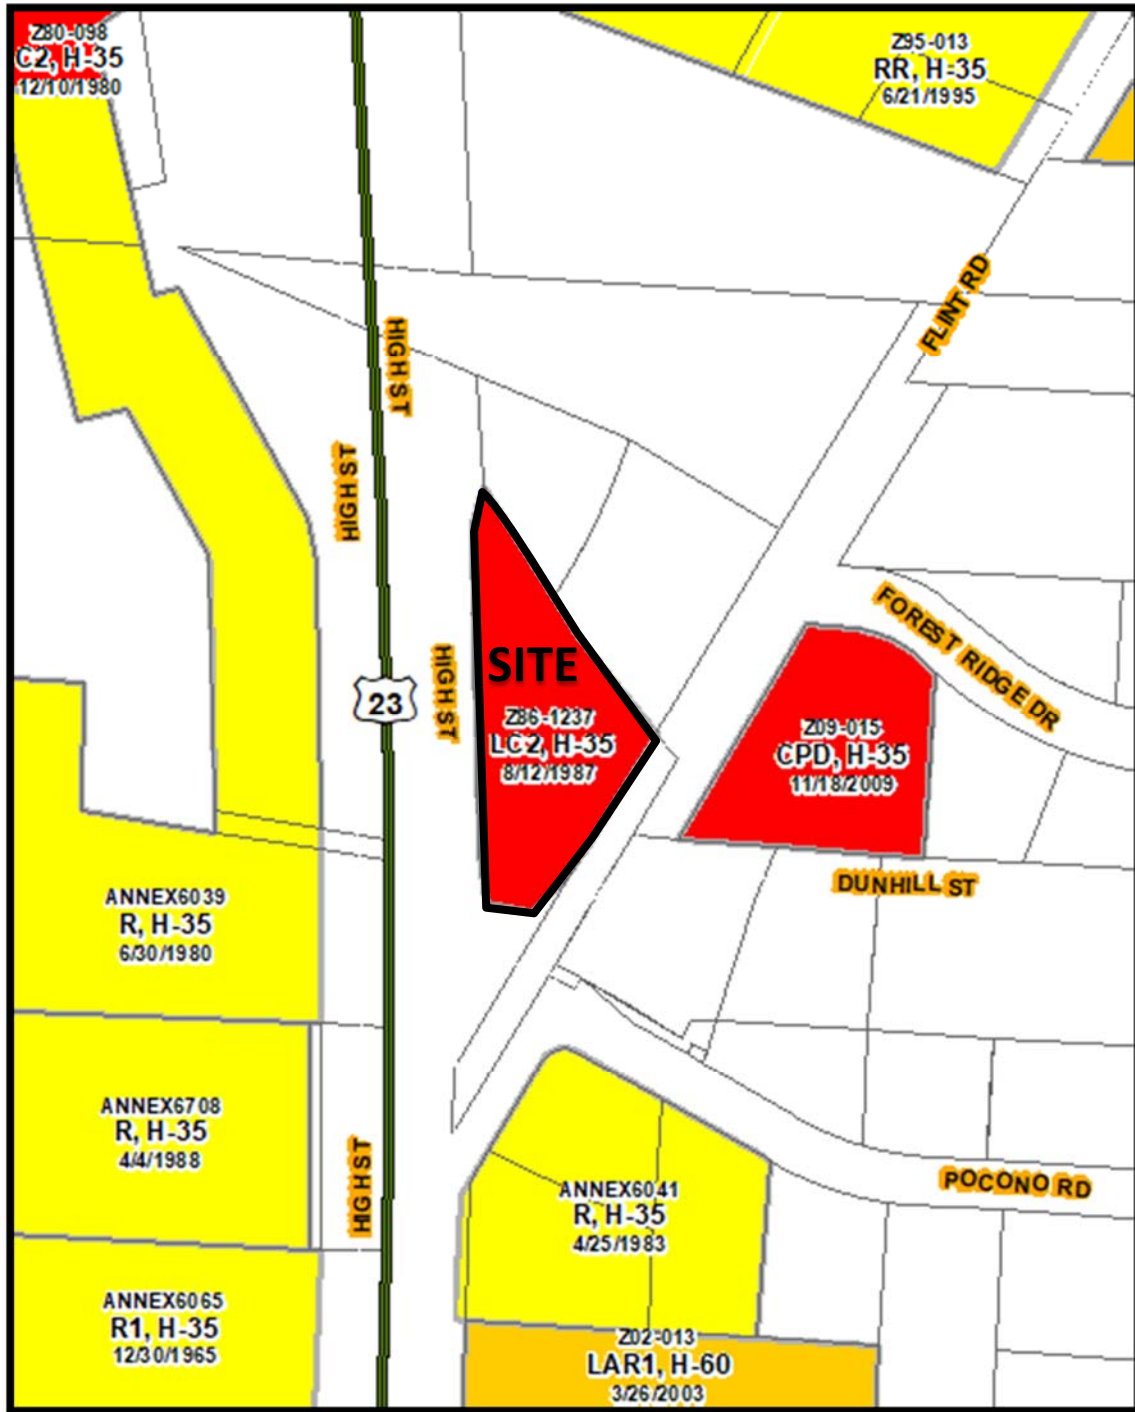 Z80-098
C2, H-35
12/10/1980
Z95-013
RR, H-35
6/21/1995
FLINT RD
HIGH ST
HIGH ST
FOREST RIDGE DR
HIGH ST
SITE
23
Z86-1237
LC2, H-35
8/12/1987
Z09-015
CPD, H-35
11/18/2009
DUNHILL ST
ANNEX6039
R, H-35
6/30/1980
ANNEX6708
R, H-35
4/4/1988
HIGH ST
POCONO RD
ANNEX6041
R, H-35
4/25/1983
ANNEX6065
R1, H-35
12/30/1965
Z02-013
LAR1, H-60
3/26/2003